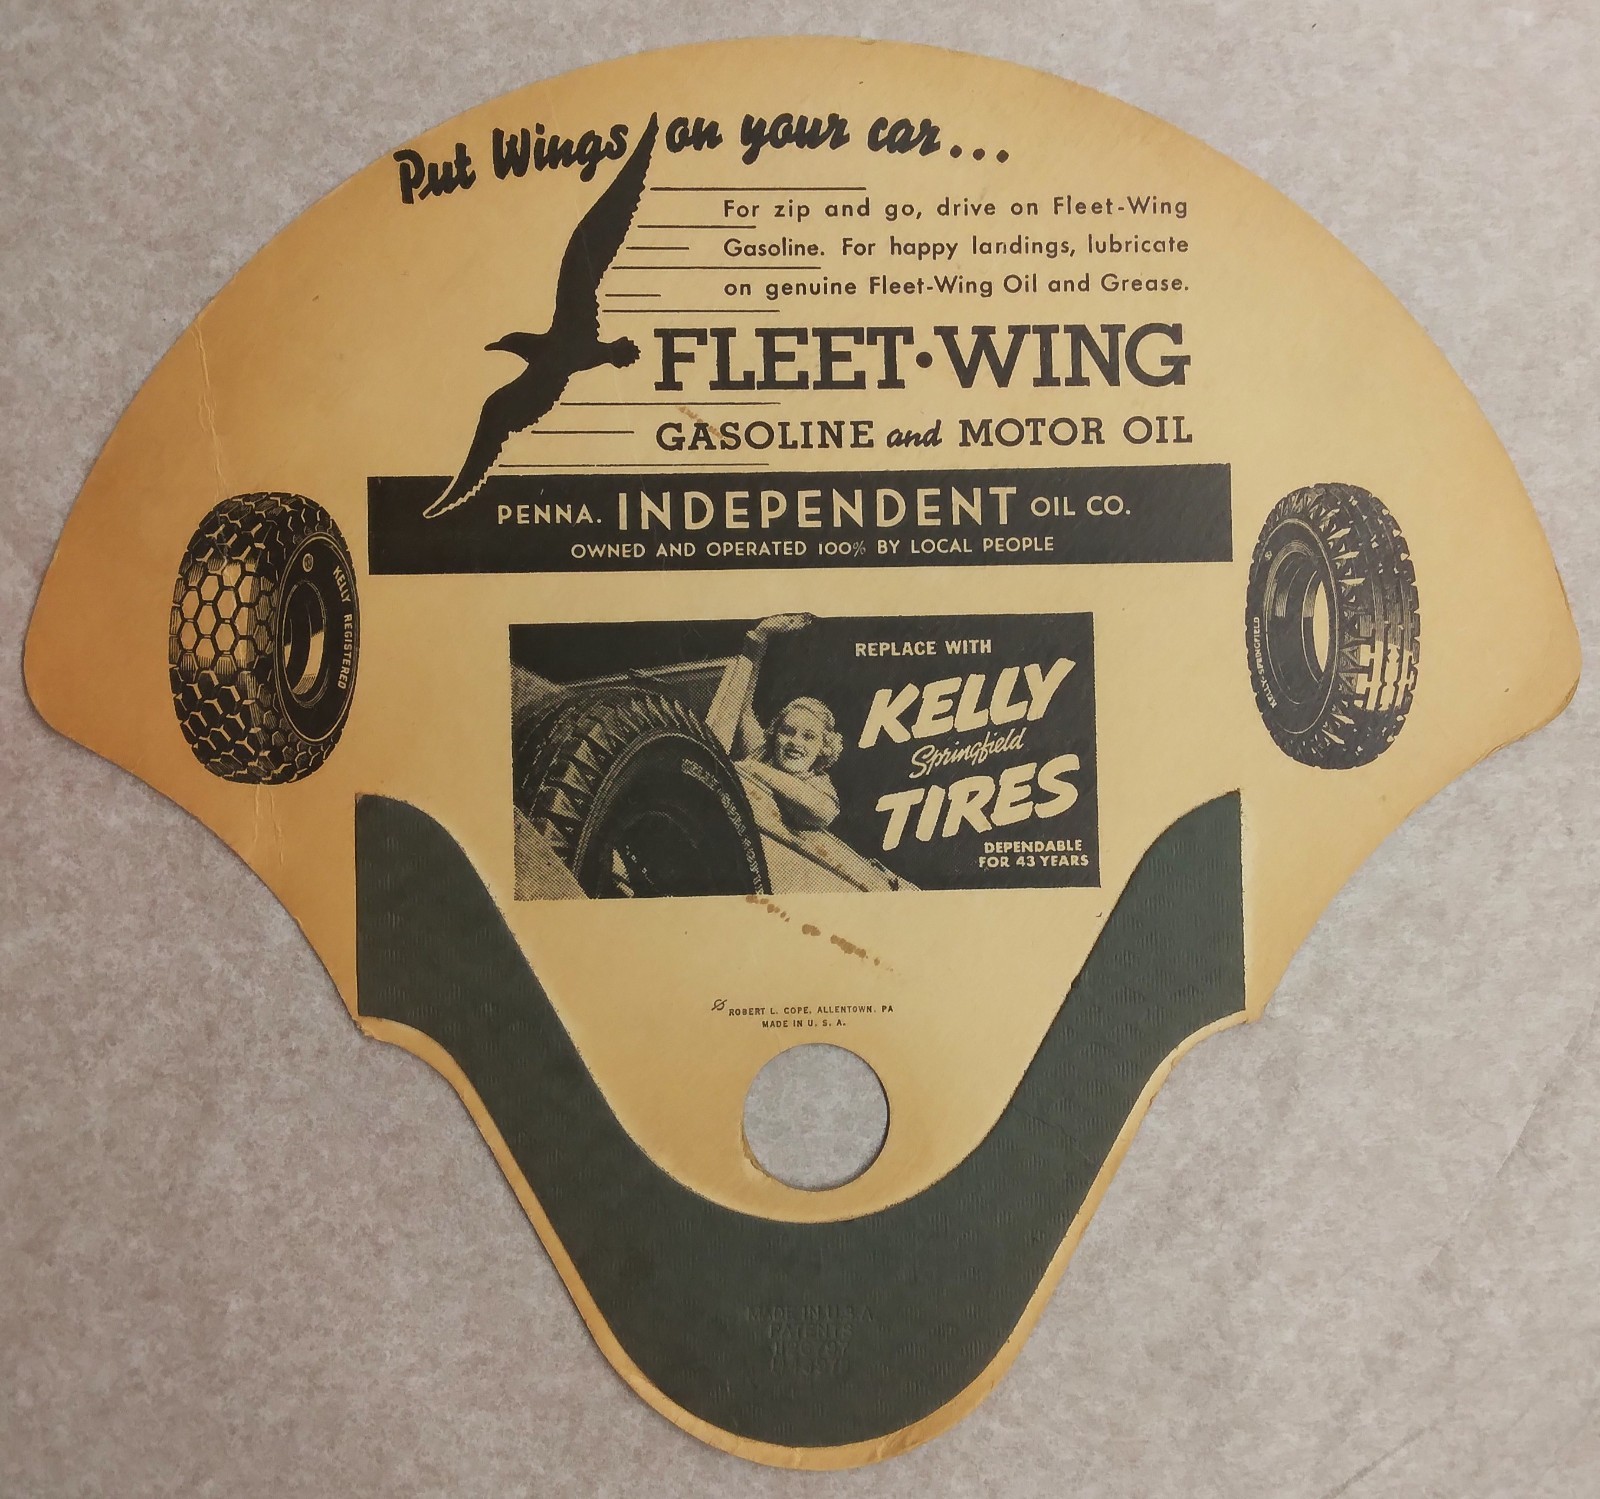 Put Wings on your car...
For zip and go, drive on Fleet-Wing
Gasoline. For happy landings, lubricate
on genuine Fleet-Wing Oil and Grease.
FLEET·WING
GASOLINE and MOTOR OIL
PENNA. INDEPENDENT OIL CO.
OWNED AND OPERATED 100% BY LOCAL PEOPLE
KELLY REGISTERED
KELLY-SPRINGFIELD
REPLACE WITH
KELLY
Springfield
TIRES
DEPENDABLE
FOR 43 YEARS
ROBERT L. COPE, ALLENTOWN, PA
MADE IN U. S. A.
MADE IN U.S.A
PATENTS